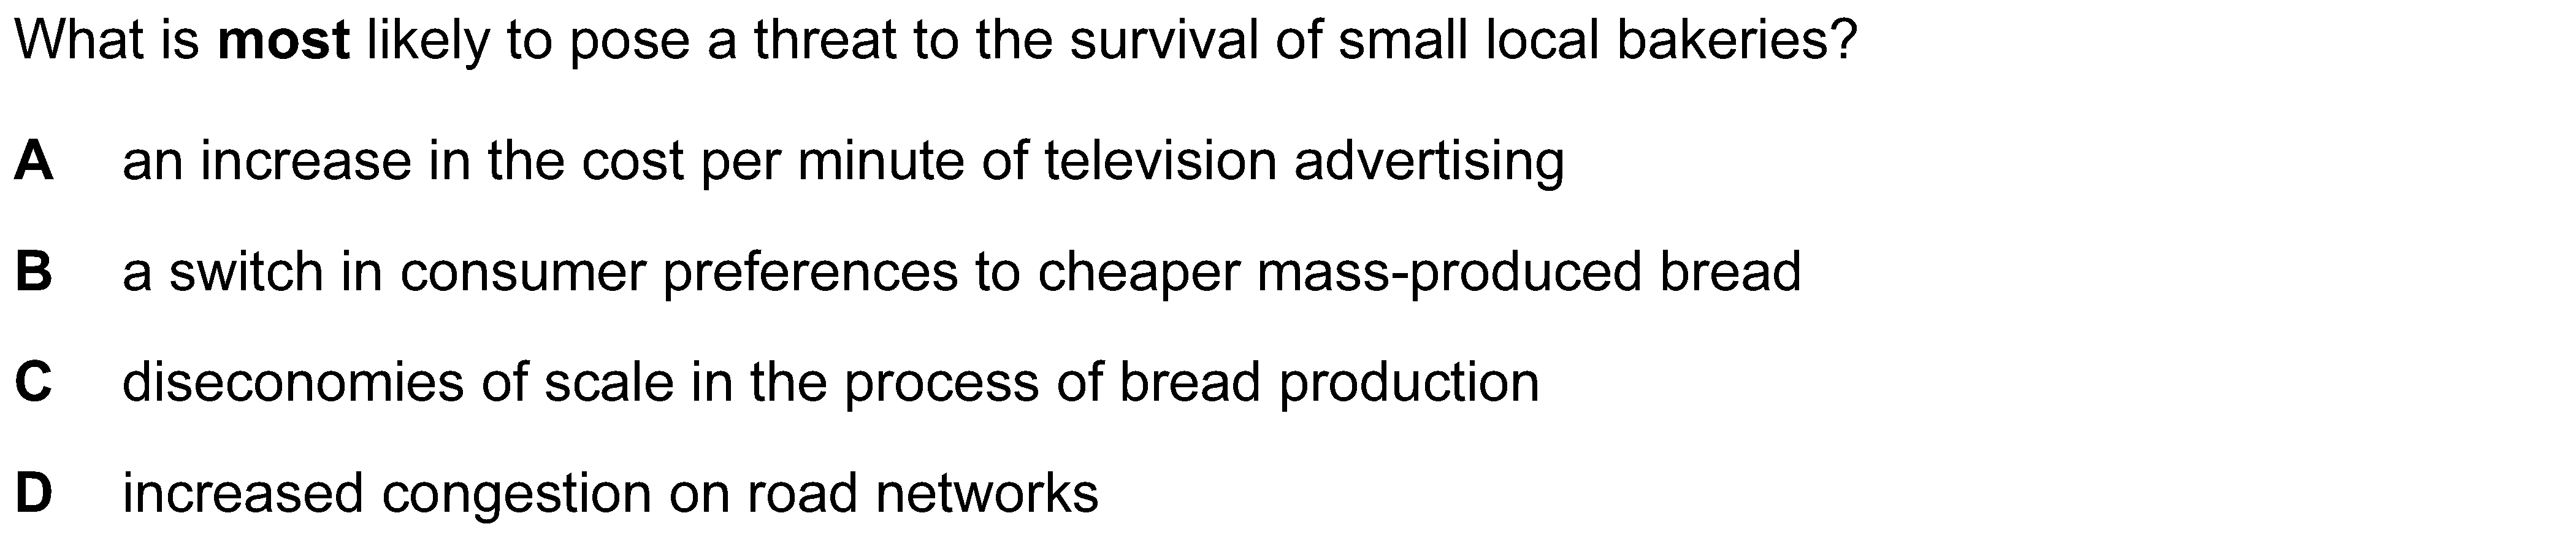 What is most likely to pose a threat to the survival of small local bakeries?
A an increase in the cost per minute of television advertising
B a switch in consumer preferences to cheaper mass-produced bread
C diseconomies of scale in the process of bread production
D increased congestion on road networks